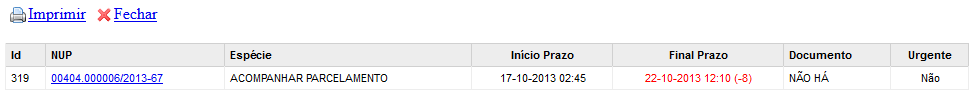 Imprimir Fechar
Id NUP Espécie Início Prazo Final Prazo Documento Urgente
319 00404.000006/2013-67 ACOMPANHAR PARCELAMENTO 17-10-2013 02:45 22-10-2013 12:10 (-8) NÃO HÁ Não